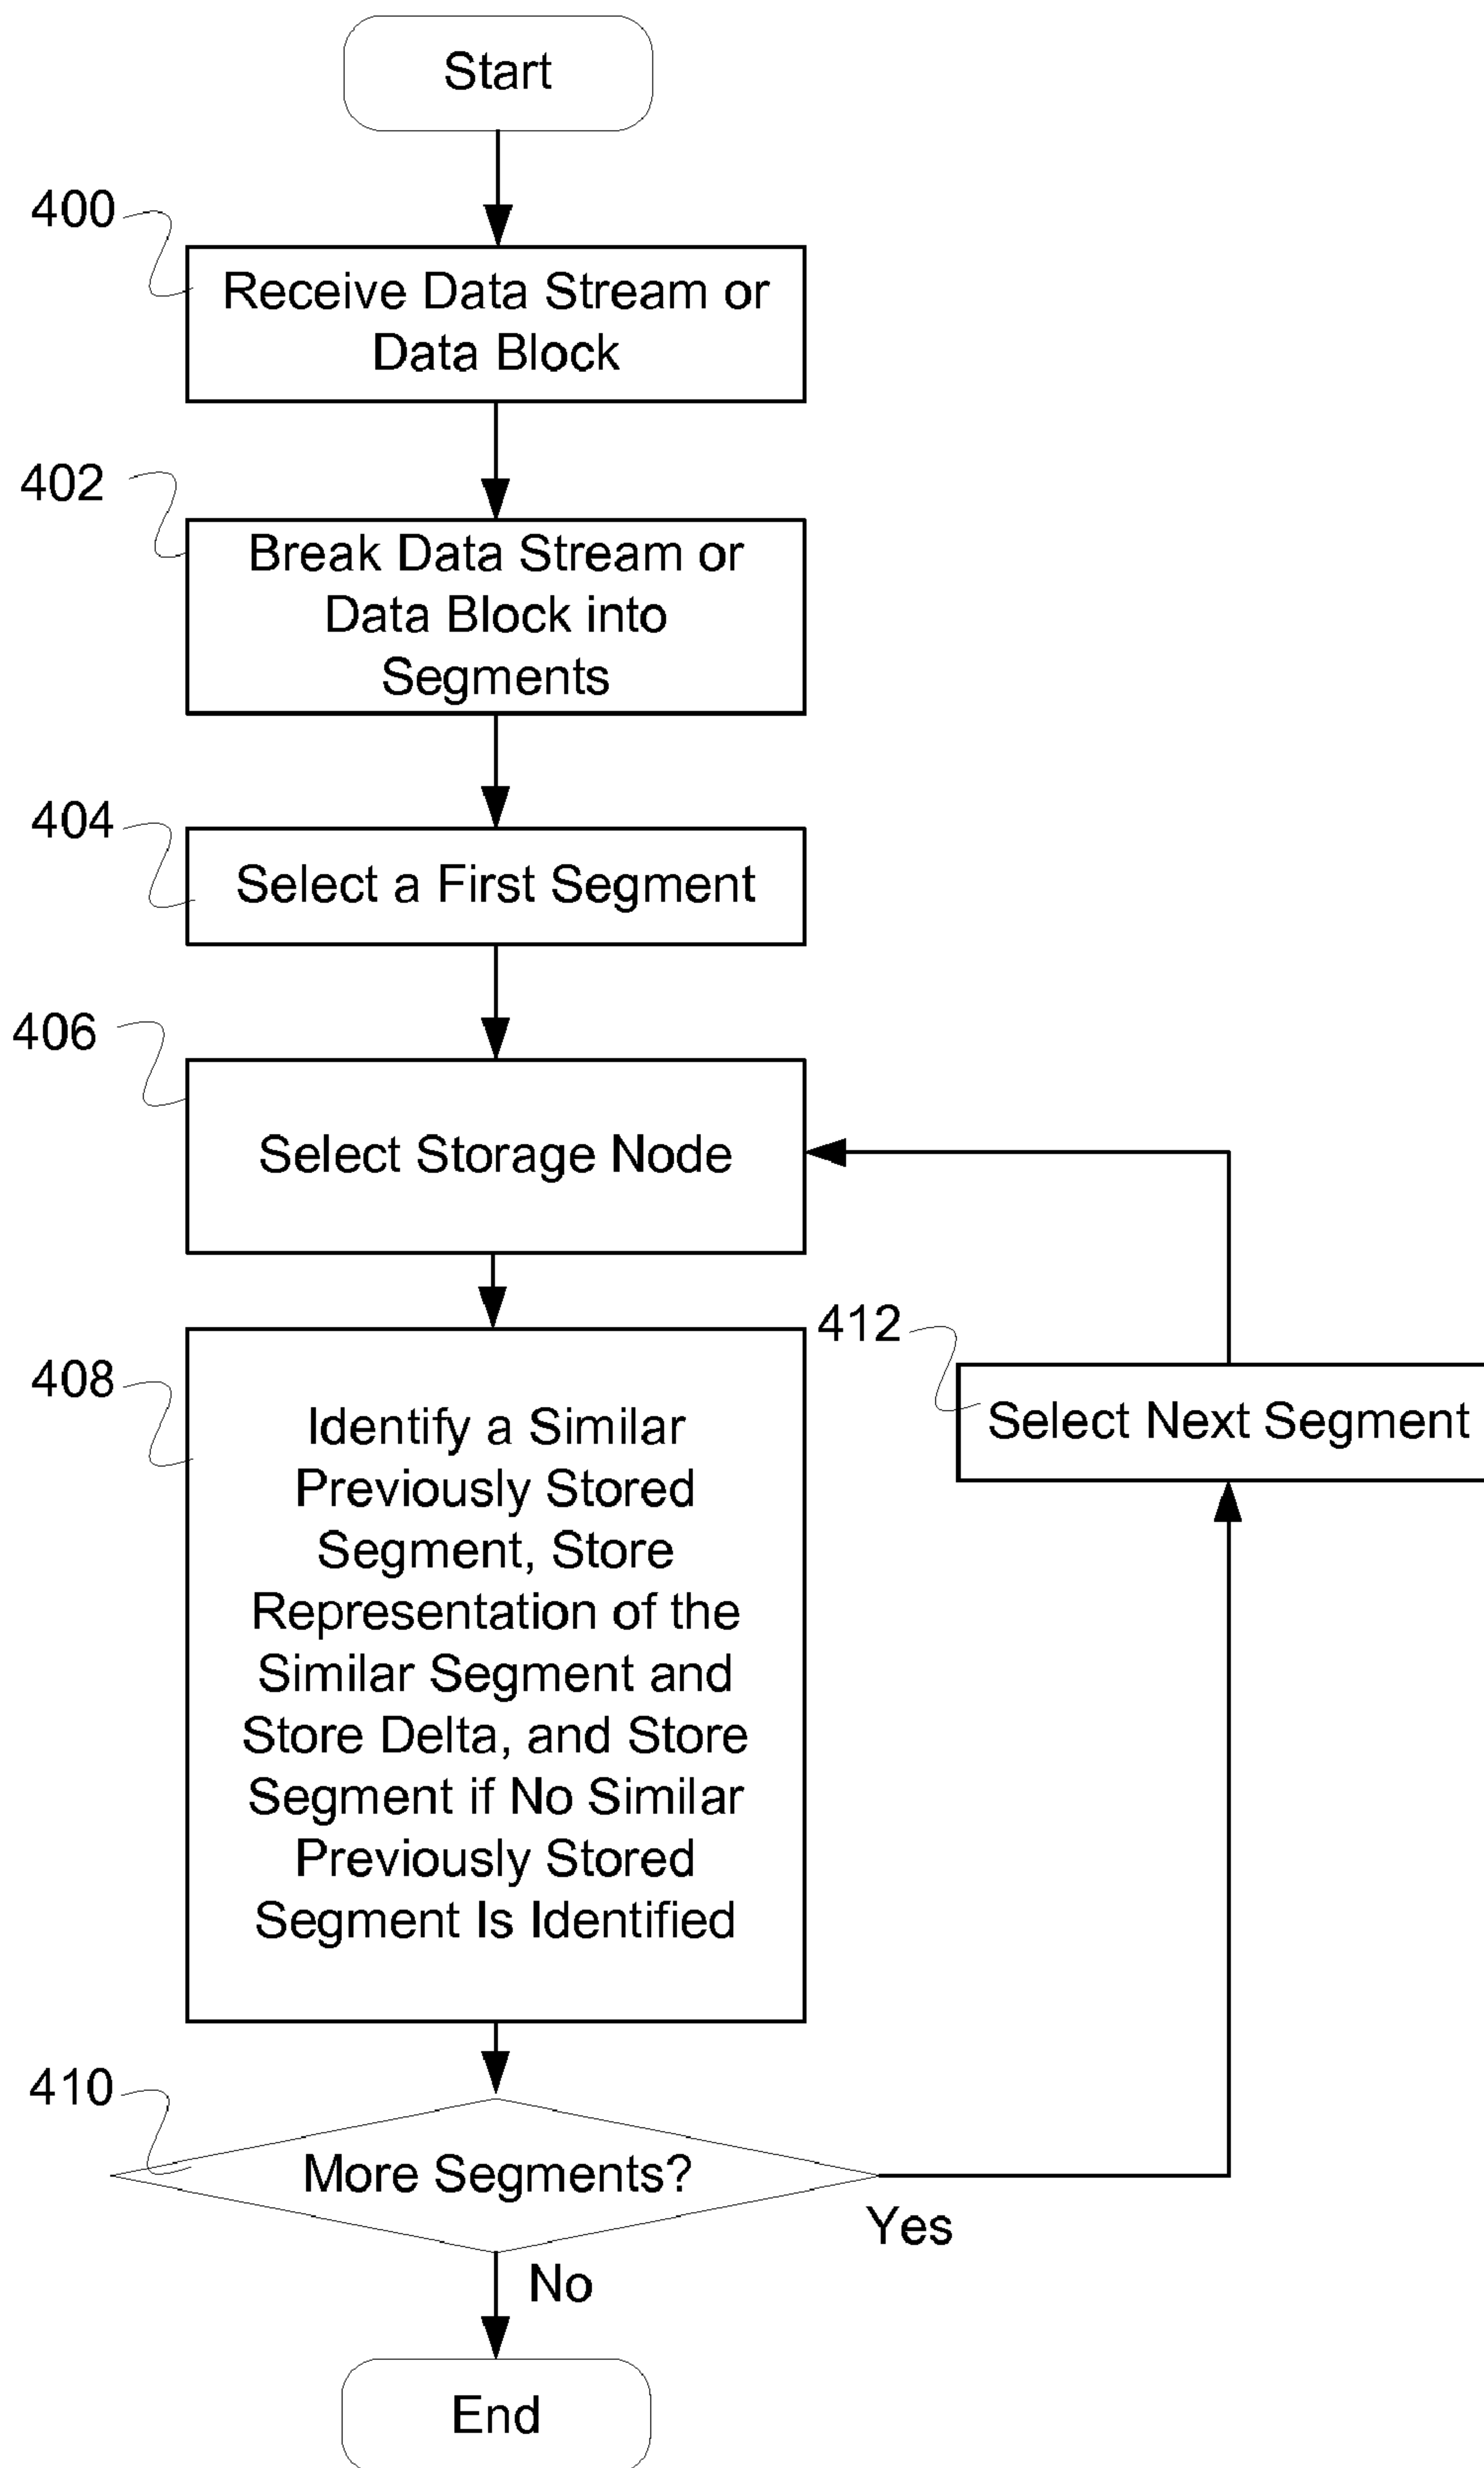 Start
400
Receive Data Stream or
Data Block
402
Break Data Stream or
Data Block into
Segments
404
Select a First Segment
406
Select Storage Node
412
Select Next Segment
408
Identify a Similar
Previously Stored
Segment, Store
Representation of the
Similar Segment and
Store Delta, and Store
Segment if No Similar
Previously Stored
Segment Is Identified
410
More Segments?
Yes
No
End